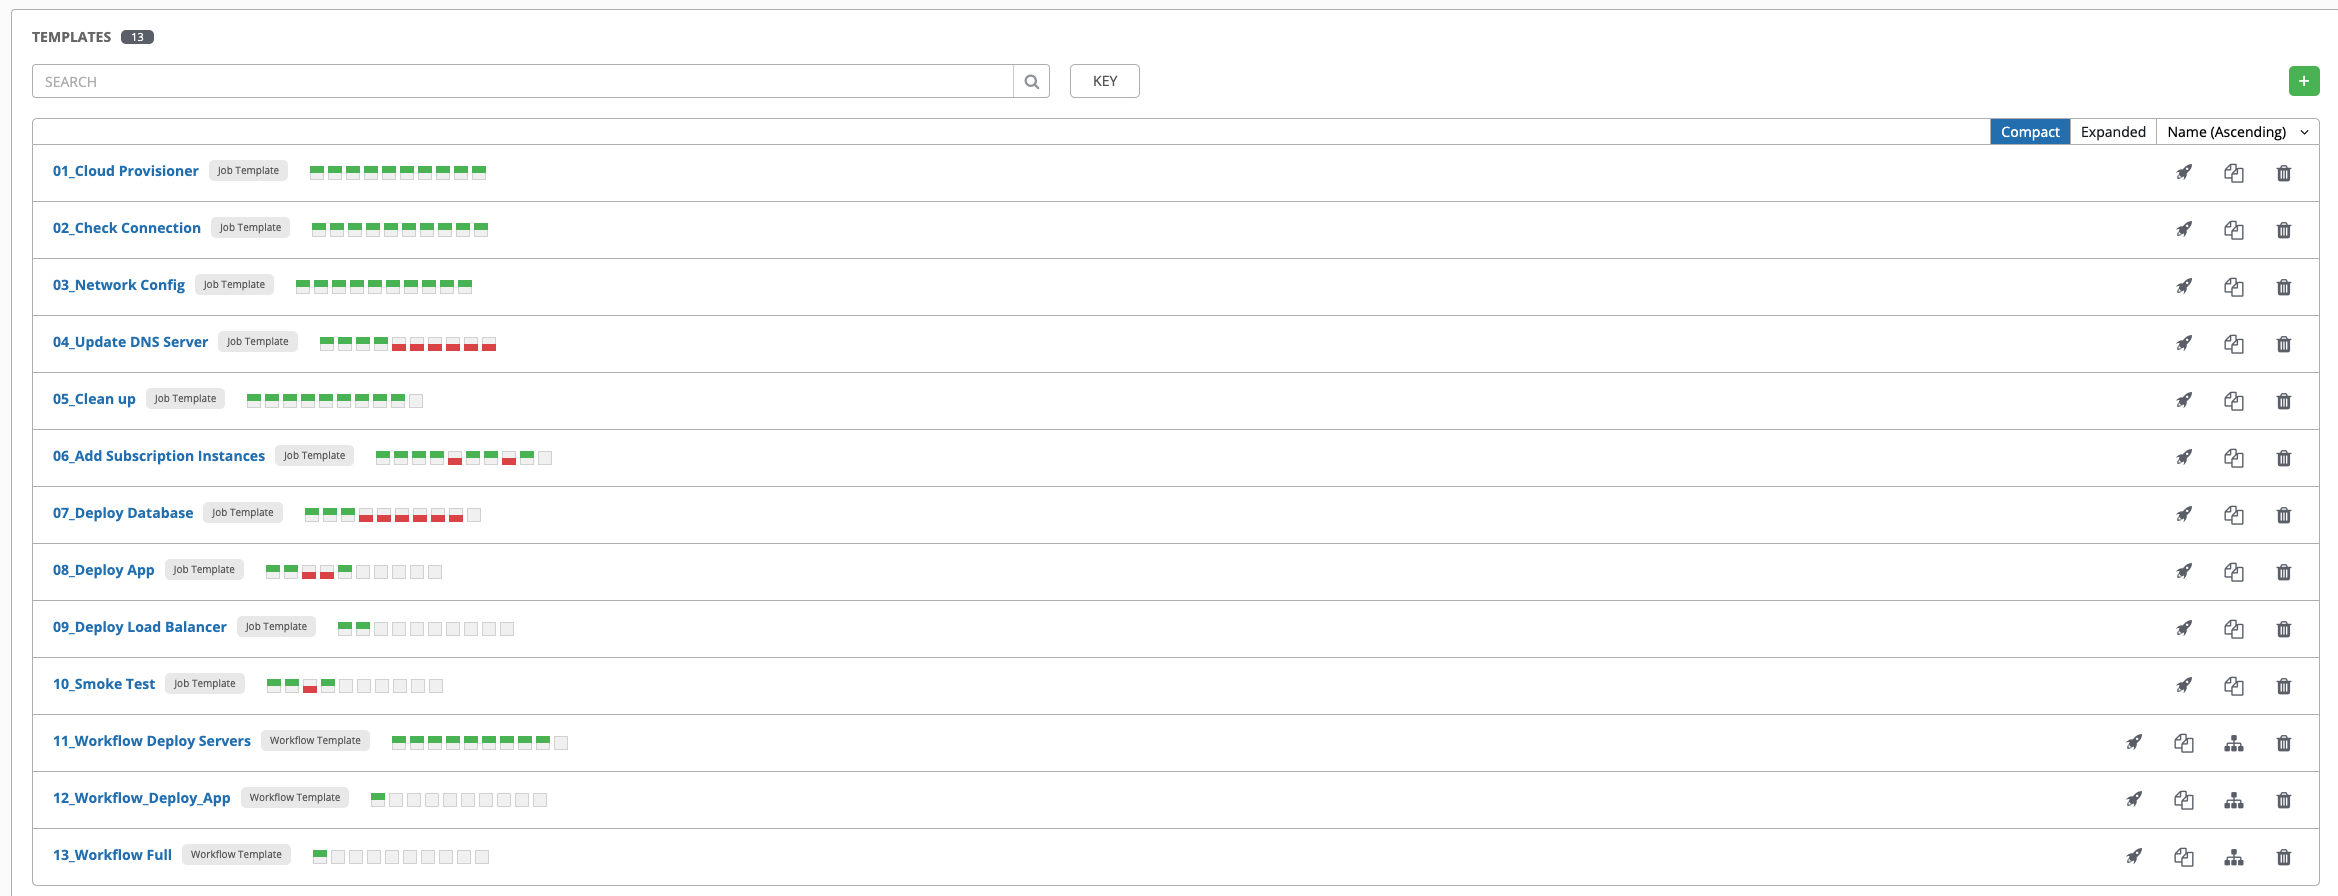 TEMPLATES 13
SEARCH KEY +
Compact Expanded Name (Ascending)
01_Cloud Provisioner Job Template
02_Check Connection Job Template
03_Network Config Job Template
04_Update DNS Server Job Template
05_Clean up Job Template
06_Add Subscription Instances Job Template
07_Deploy Database Job Template
08_Deploy App Job Template
09_Deploy Load Balancer Job Template
10_Smoke Test Job Template
11_Workflow Deploy Servers Workflow Template
12_Workflow_Deploy_App Workflow Template
13_Workflow Full Workflow Template